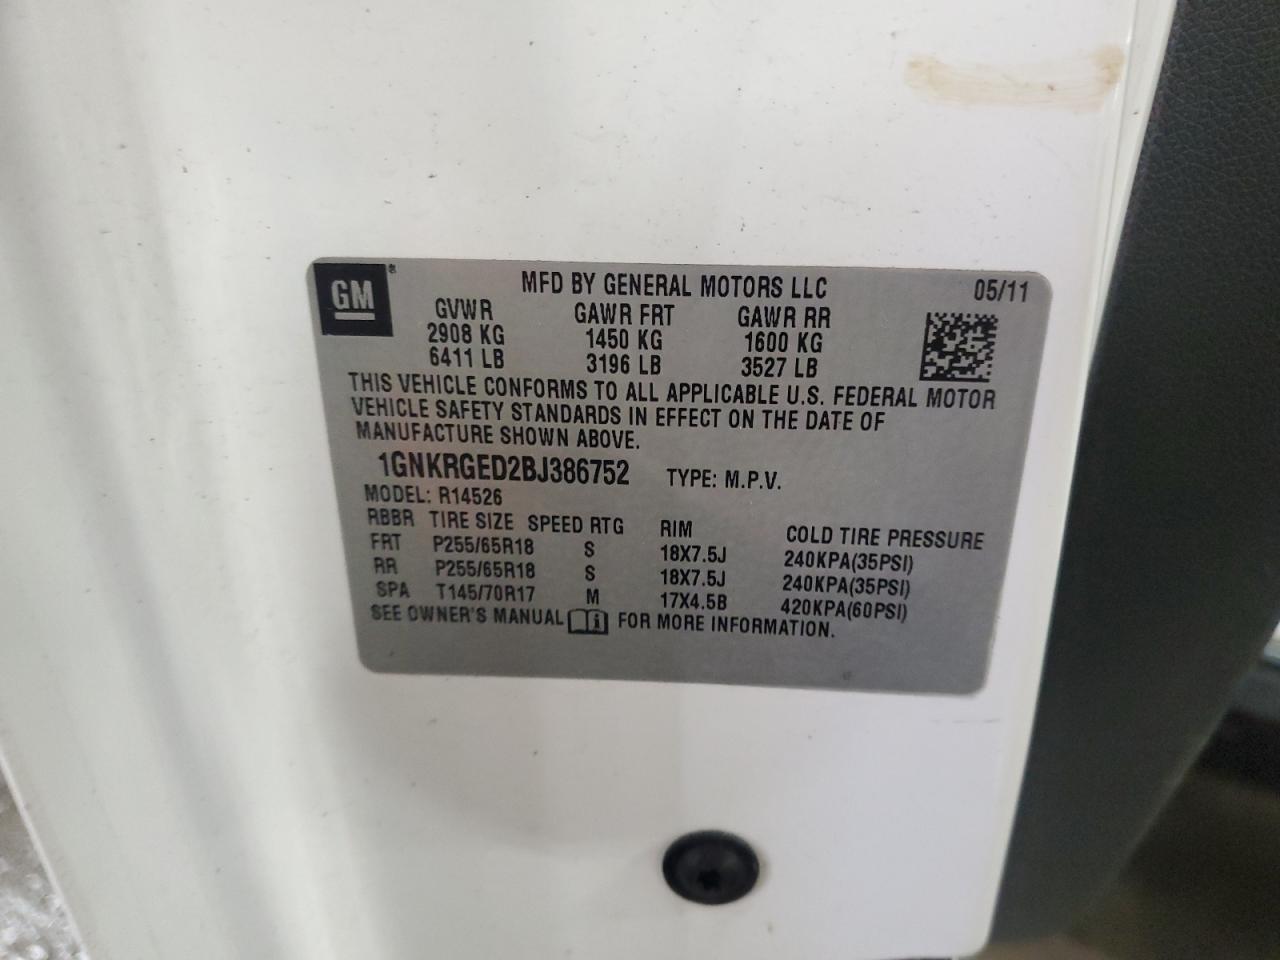 GM
MFD BY GENERAL MOTORS LLC 05/11
GVWR GAWR FRT GAWR RR
2908 KG 1450 KG 1600 KG
6411 LB 3196 LB 3527 LB
THIS VEHICLE CONFORMS TO ALL APPLICABLE U.S. FEDERAL MOTOR
VEHICLE SAFETY STANDARDS IN EFFECT ON THE DATE OF
MANUFACTURE SHOWN ABOVE.
1GNKRGED2BJ386752 TYPE: M.P.V.
MODEL: R14526
RBBR TIRE SIZE SPEED RTG RIM COLD TIRE PRESSURE
FRT P255/65R18 S 18X7.5J 240KPA(35PSI)
RR P255/65R18 S 18X7.5J 240KPA(35PSI)
SPA T145/70R17 M 17X4.5B 420KPA(60PSI)
SEE OWNER'S MANUAL FOR MORE INFORMATION.